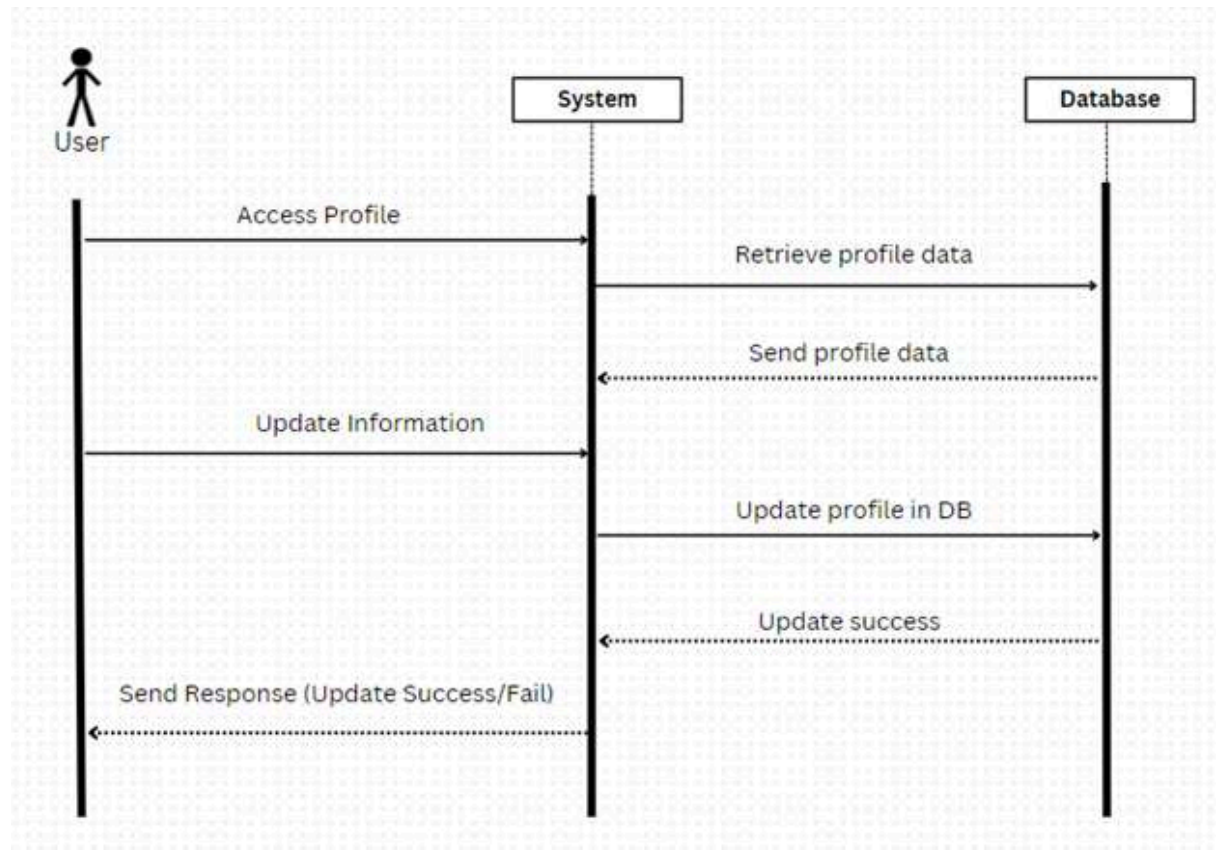 User
System
Database
Access Profile
Retrieve profile data
Send profile data
Update Information
Update profile in DB
Update success
Send Response (Update Success/Fail)